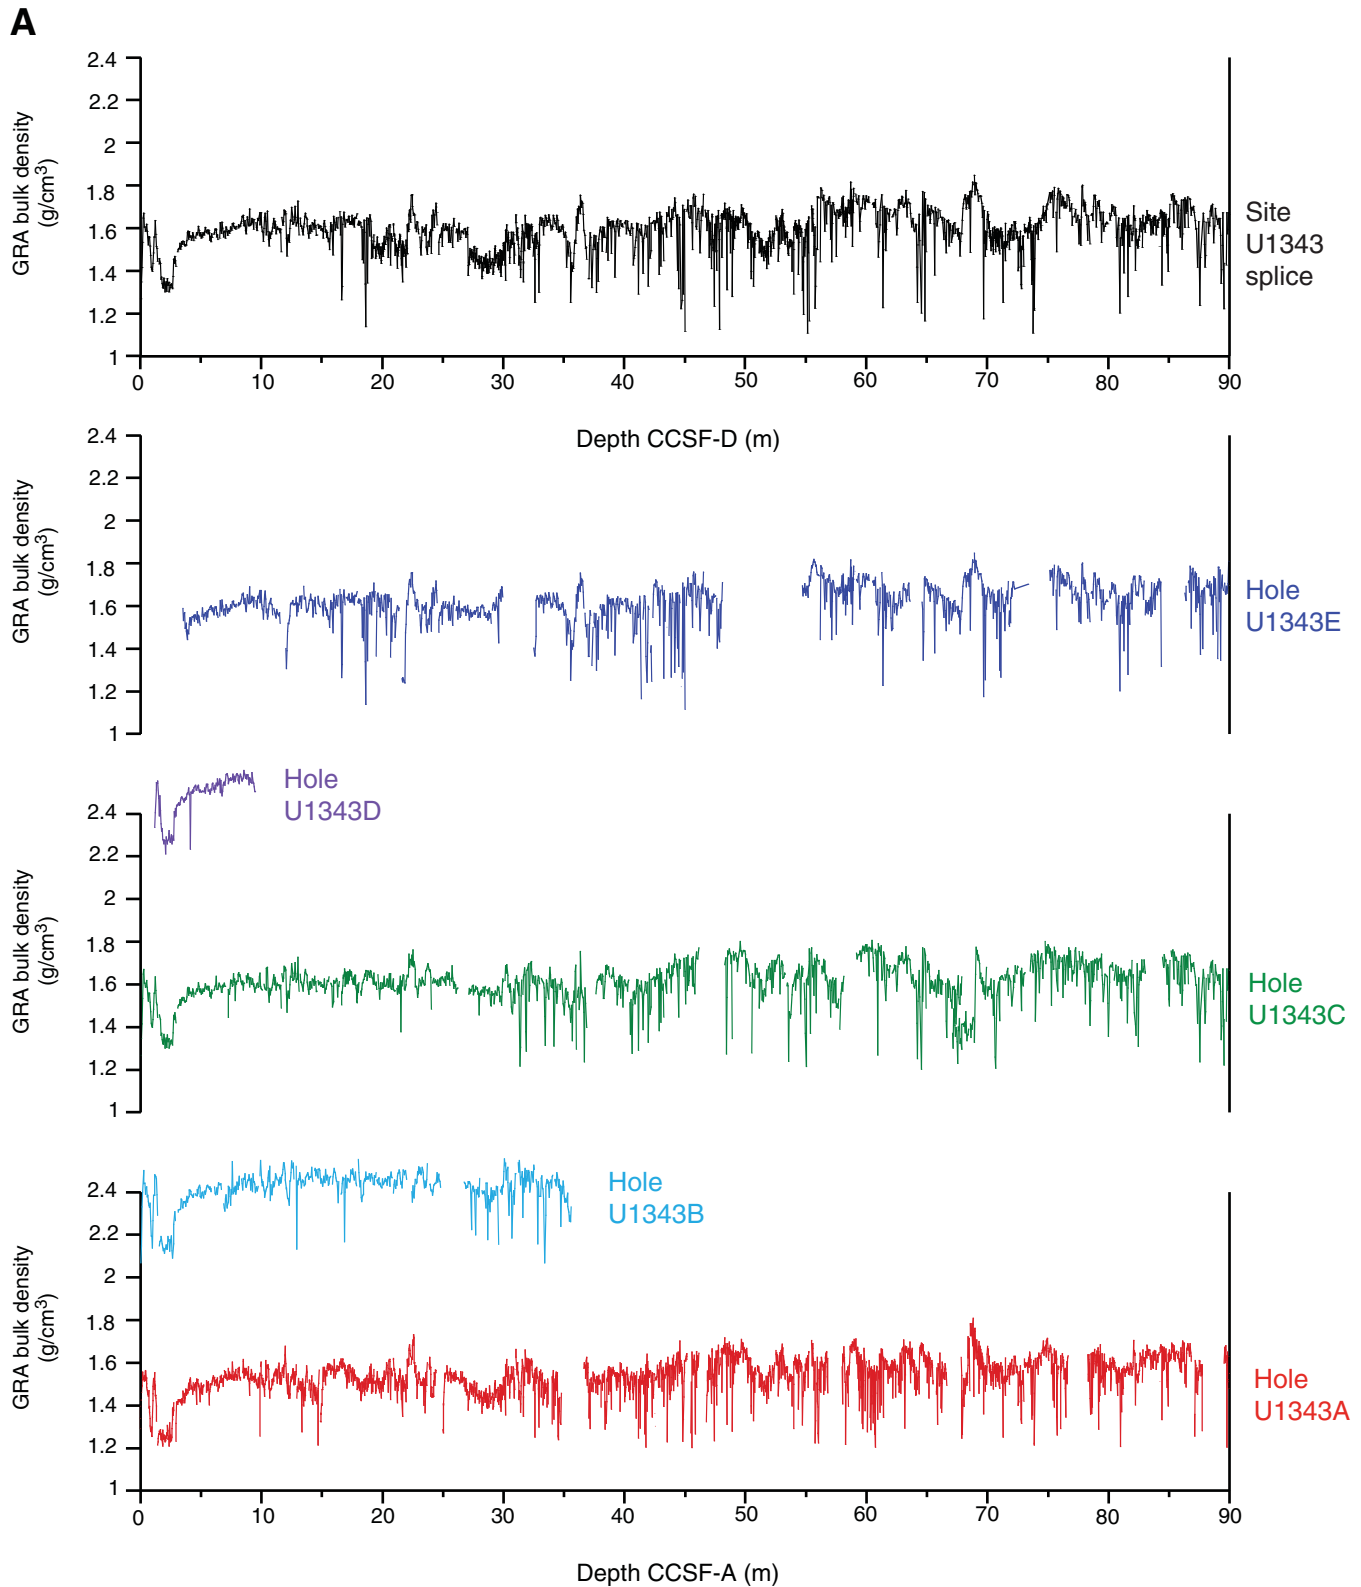 A
GRA bulk density
(g/cm³)
2.4
2.2
2
1.8
1.6
1.4
1.2
1
0 10 20 30 40 50 60 70 80 90
Site
U1343
splice
Depth CCSF-D (m)
GRA bulk density
(g/cm³)
2.4
2.2
2
1.8
1.6
1.4
1.2
1
Hole
U1343E
Hole
U1343D
GRA bulk density
(g/cm³)
2.4
2.2
2
1.8
1.6
1.4
1.2
1
Hole
U1343C
Hole
U1343B
GRA bulk density
(g/cm³)
2.4
2.2
2
1.8
1.6
1.4
1.2
1
Hole
U1343A
0 10 20 30 40 50 60 70 80 90
Depth CCSF-A (m)